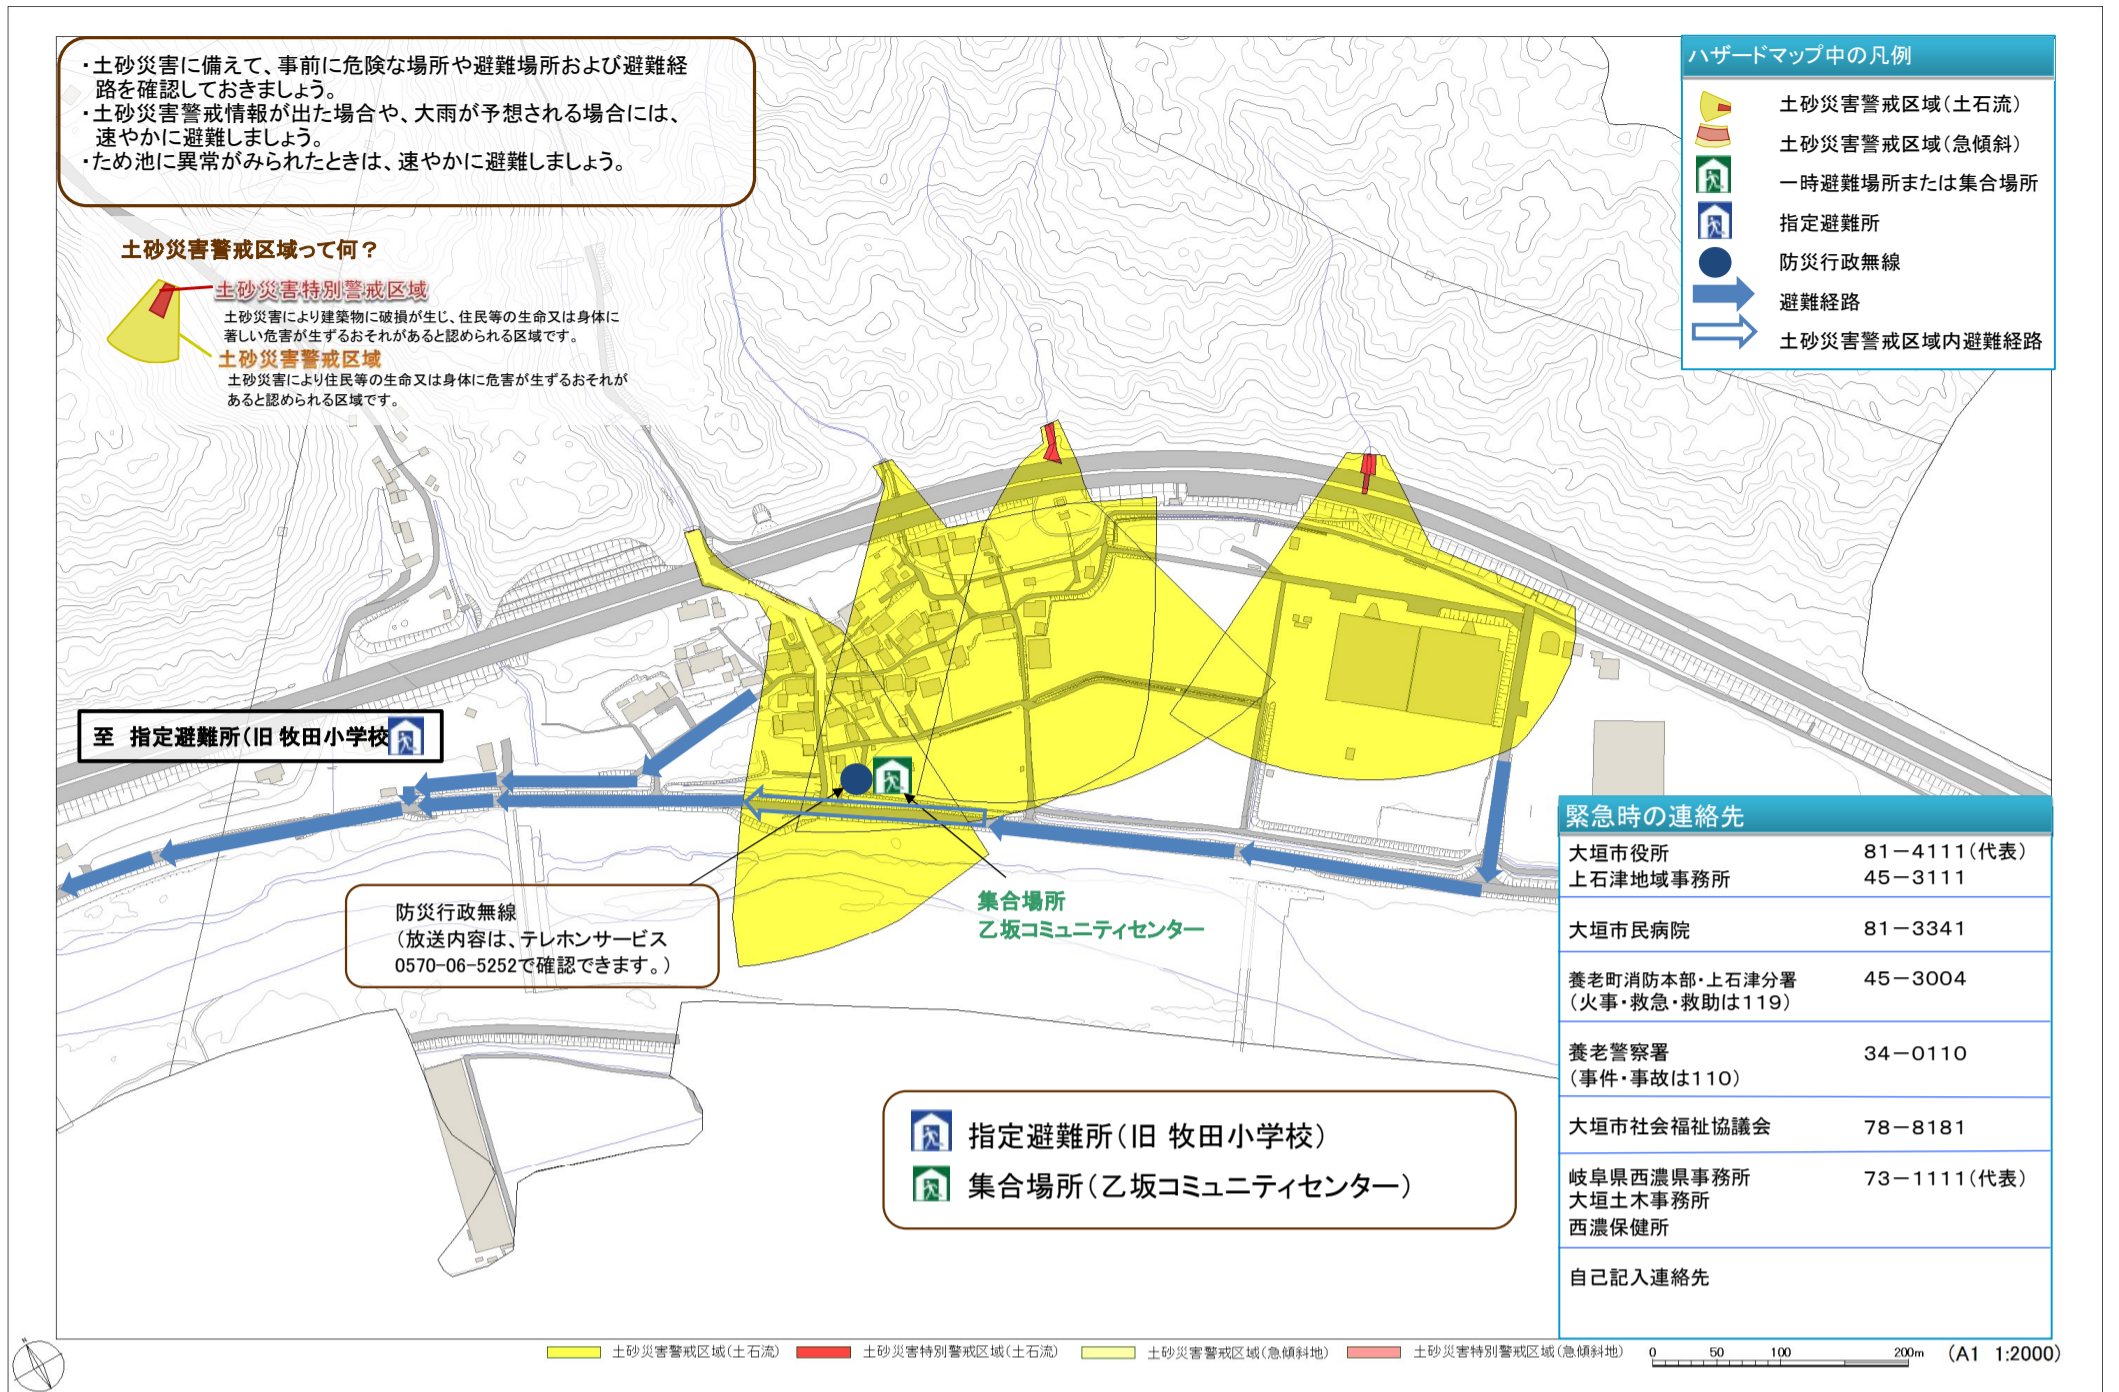 ・土砂災害に備えて、事前に危険な場所や避難場所および避難経
路を確認しておきましょう。
・土砂災害警戒情報が出た場合や、大雨が予想される場合には、
速やかに避難しましょう。
・ため池に異常がみられたときは、速やかに避難しましょう。
土砂災害警戒区域って何？
土砂災害特別警戒区域
土砂災害により建築物に破損が生じ、住民等の生命又は身体に
著しい危害が生ずるおそれがあると認められる区域です。
土砂災害警戒区域
土砂災害により住民等の生命又は身体に危害が生ずるおそれが
あると認められる区域です。
ハザードマップ中の凡例
土砂災害警戒区域（土石流）
土砂災害警戒区域（急傾斜）
一時避難場所または集合場所
指定避難所
防災行政無線
避難経路
土砂災害警戒区域内避難経路
至 指定避難所（旧 牧田小学校
防災行政無線
（放送内容は、テレホンサービス
0570-06-5252で確認できます。）
集合場所
乙坂コミュニティセンター
指定避難所（旧 牧田小学校）
集合場所（乙坂コミュニティセンター）
緊急時の連絡先
大垣市役所 81－4111（代表）
上石津地域事務所 45－3111
大垣市民病院 81－3341
養老町消防本部・上石津分署 45－3004
（火事・救急・救助は119）
養老警察署 34－0110
（事件・事故は110）
大垣市社会福祉協議会 78－8181
岐阜県西濃県事務所 73－1111（代表）
大垣土木事務所
西濃保健所
自己記入連絡先
N
土砂災害警戒区域（土石流） 土砂災害特別警戒区域（土石流） 土砂災害警戒区域（急傾斜地） 土砂災害特別警戒区域（急傾斜地）
0 50 100 200m （A1 1:2000）